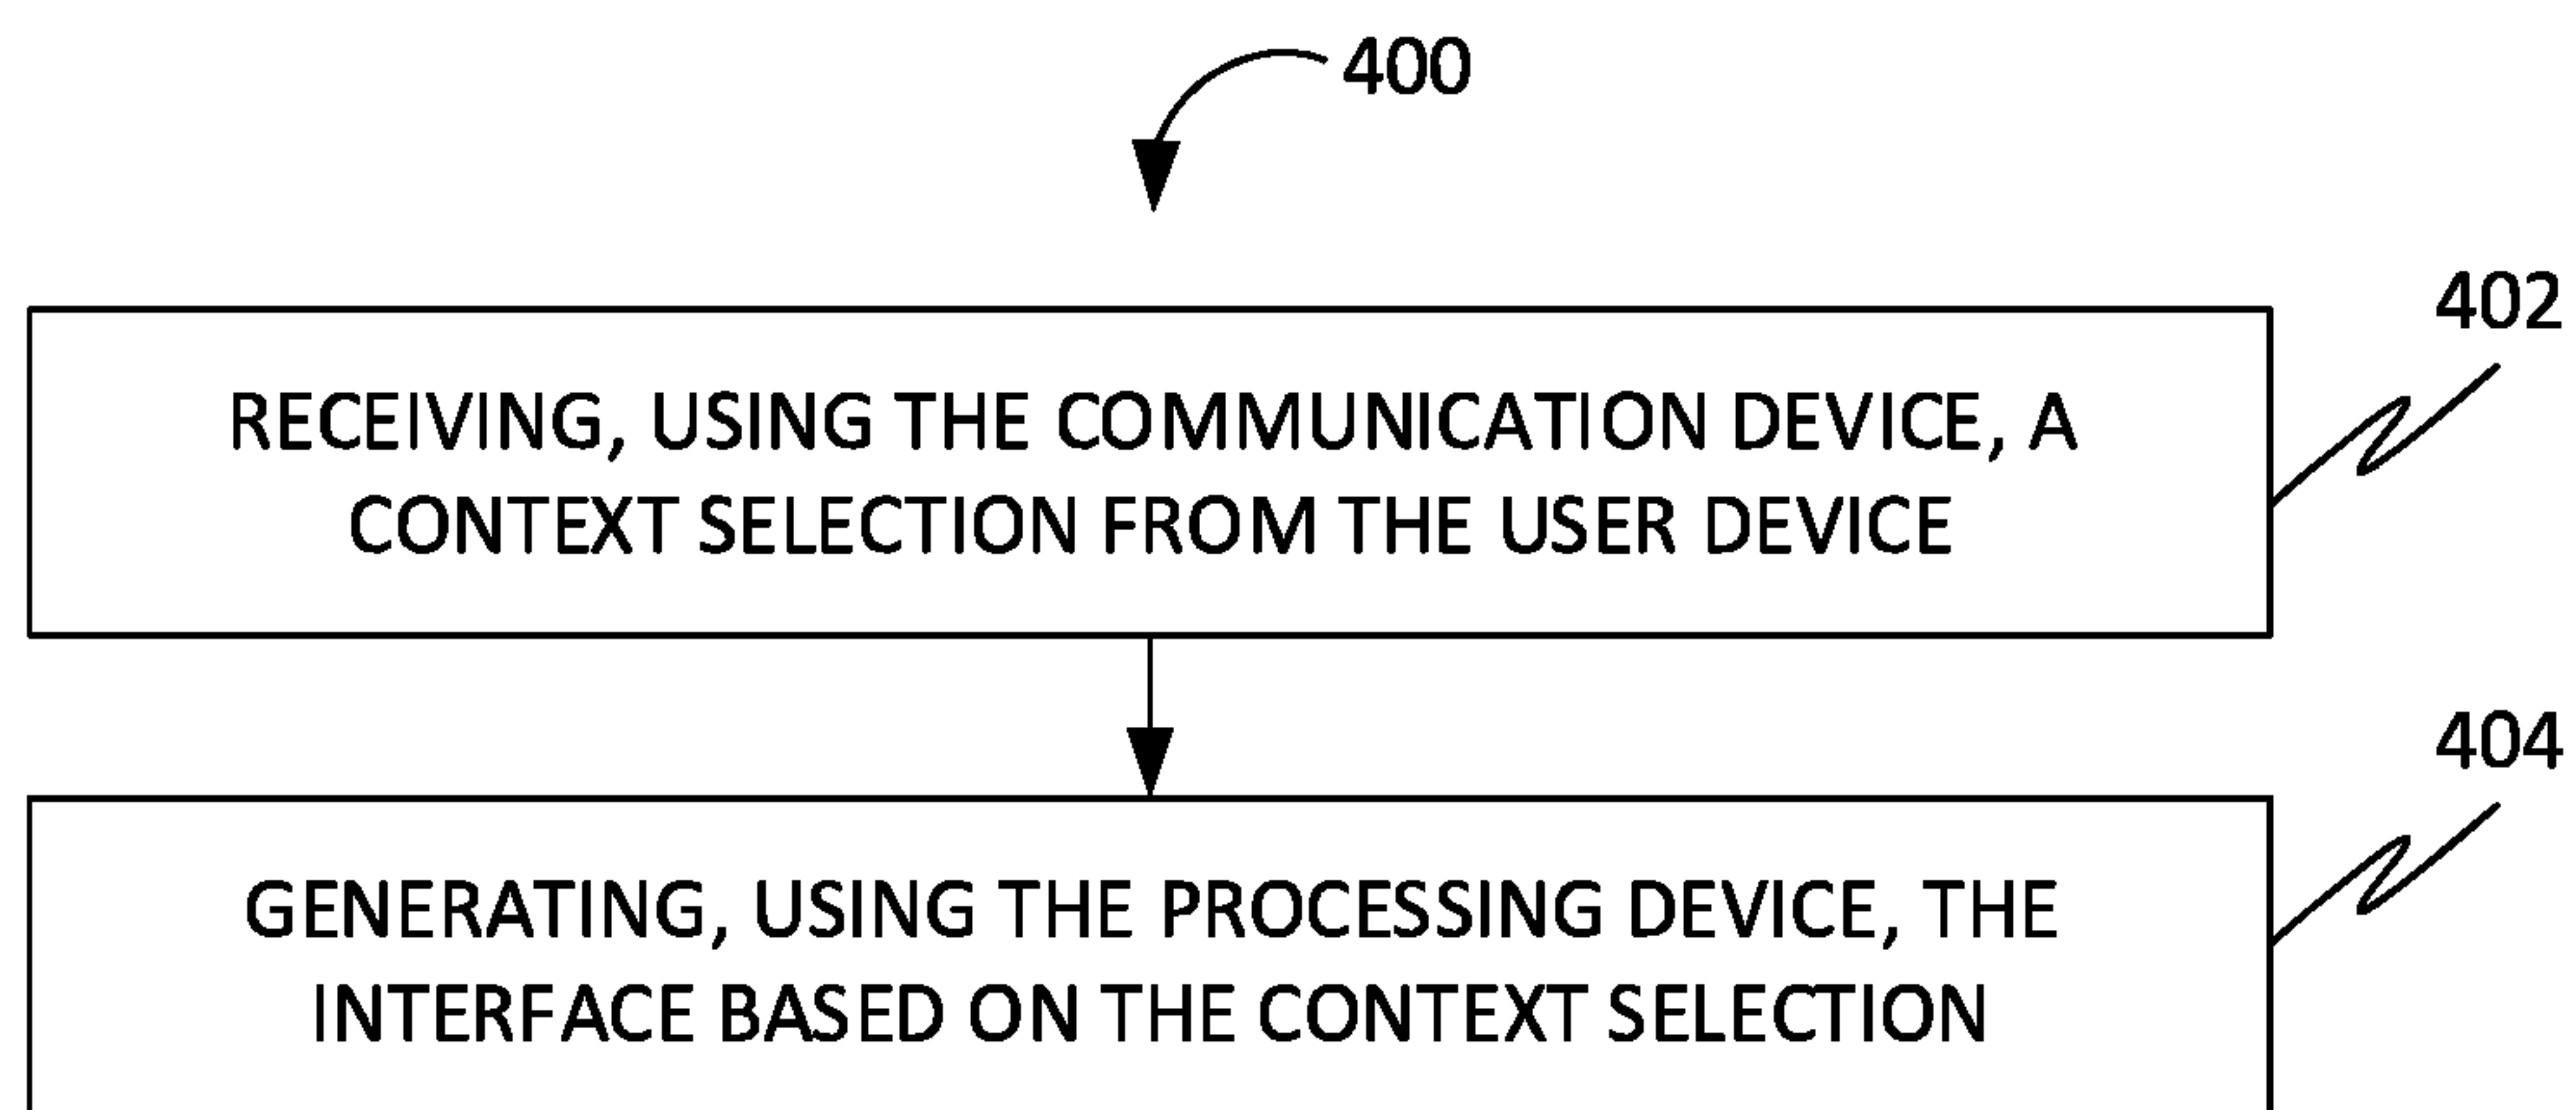 400
402
RECEIVING, USING THE COMMUNICATION DEVICE, A
CONTEXT SELECTION FROM THE USER DEVICE
404
GENERATING, USING THE PROCESSING DEVICE, THE
INTERFACE BASED ON THE CONTEXT SELECTION